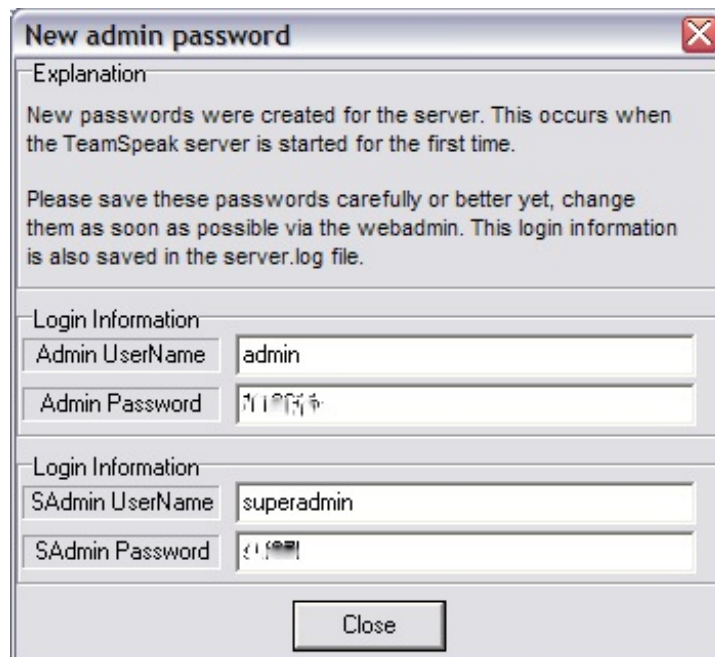 New admin password
Explanation
New passwords were created for the server. This occurs when
the TeamSpeak server is started for the first time.
Please save these passwords carefully or better yet, change
them as soon as possible via the webadmin. This login information
is also saved in the server.log file.
Login Information
Admin UserName admin
Admin Password
Login Information
SAdmin UserName superadmin
SAdmin Password
Close